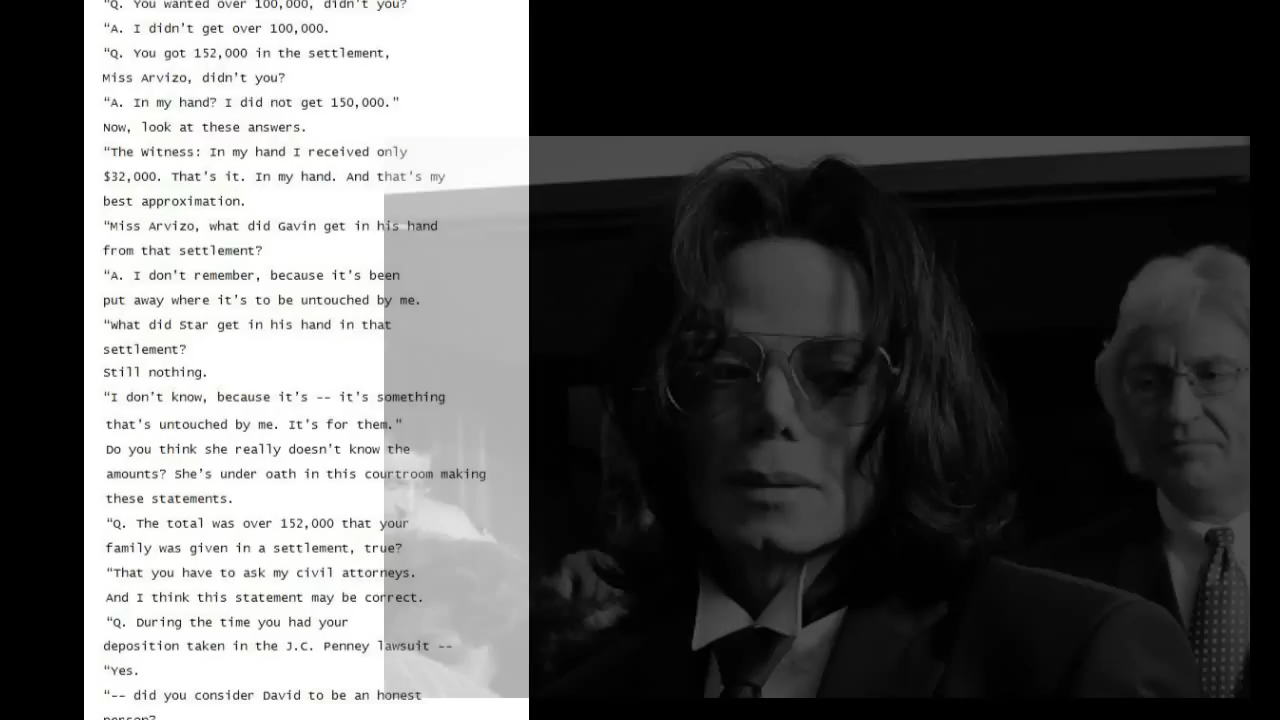 "Q. You wanted over 100,000, didn't you?
"A. I didn't get over 100,000.
"Q. You got 152,000 in the settlement,
Miss Arvizo, didn't you?
"A. In my hand? I did not get 150,000."
Now, look at these answers.
"The Witness: In my hand I received only
$32,000. That's it. In my hand. And that's my
best approximation.
"Miss Arvizo, what did Gavin get in his hand
from that settlement?
"A. I don't remember, because it's been
put away where it's to be untouched by me.
"What did Star get in his hand in that
settlement?
Still nothing.
"I don't know, because it's -- it's something
that's untouched by me. It's for them."
Do you think she really doesn't know the
amounts? She's under oath in this courtroom making
these statements.
"Q. The total was over 152,000 that your
family was given in a settlement, true?
"That you have to ask my civil attorneys.
And I think this statement may be correct.
"Q. During the time you had your
deposition taken in the J.C. Penney lawsuit --
"Yes.
"-- did you consider David to be an honest
person?